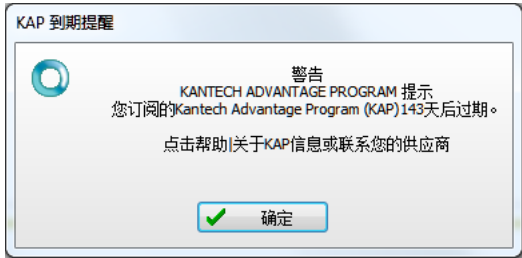 KAP 到期提醒
警告
KANTECH ADVANTAGE PROGRAM 提示
您订阅的Kantech Advantage Program (KAP)143天后过期。
点击帮助|关于KAP信息或联系您的供应商
确定